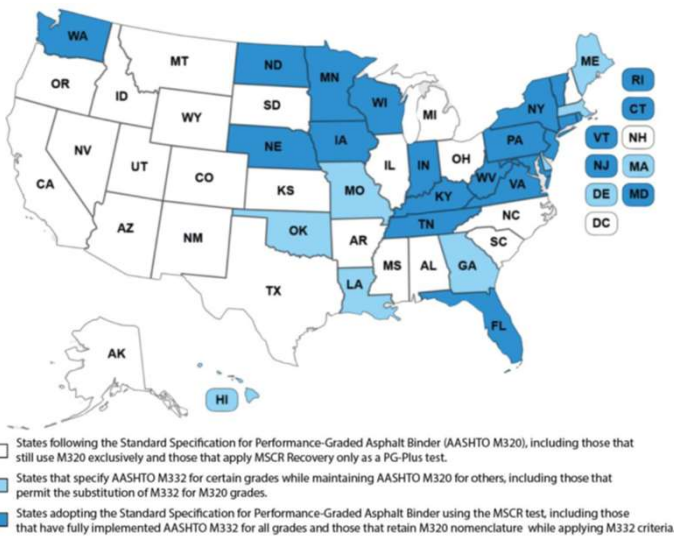 WA
MT
ND
MN
ME
RI
OR
ID
SD
WI
MI
NY
CT
WY
NE
IA
PA
VT
NH
NV
UT
CO
IL
IN
OH
WV
VA
NJ
MA
CA
KS
MO
KY
DE
MD
AZ
NM
OK
AR
TN
NC
DC
TX
LA
MS
AL
GA
SC
FL
AK
HI
States following the Standard Specification for Performance-Graded Asphalt Binder (AASHTO M320), including those that
still use M320 exclusively and those that apply MSCR Recovery only as a PG-Plus test.
States that specify AASHTO M332 for certain grades while maintaining AASHTO M320 for others, including those that
permit the substitution of M332 for M320 grades.
States adopting the Standard Specification for Performance-Graded Asphalt Binder using the MSCR test, including those
that have fully implemented AASHTO M332 for all grades and those that retain M320 nomenclature while applying M332 criteria